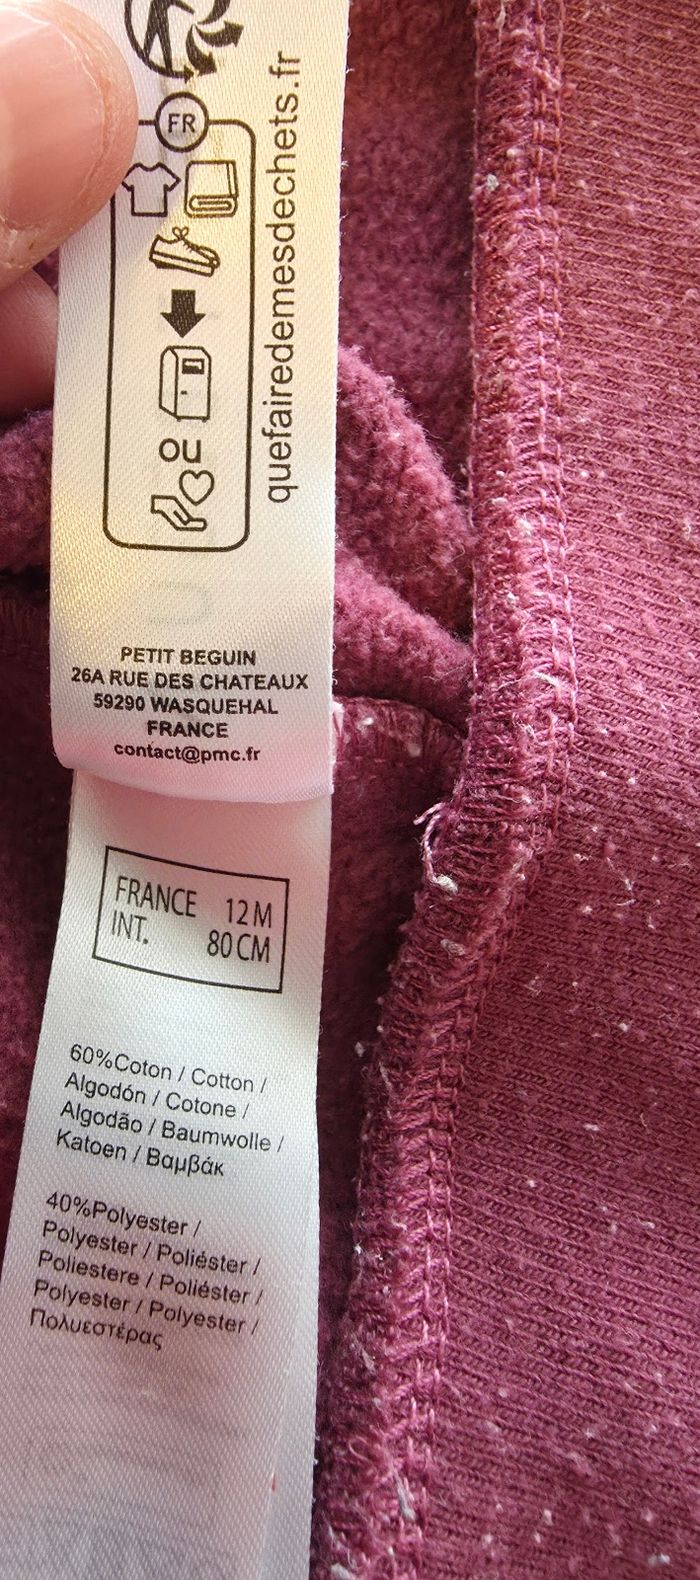 FR
OU
quefairedemesdechets.fr
PETIT BEGUIN
26A RUE DES CHATEAUX
59290 WASQUEHAL
FRANCE
contact@pmc.fr
FRANCE 12M
INT. 80CM
60%Coton / Cotton /
Algodón / Cotone /
Algodão / Baumwolle /
Katoen / Βαμβάκ
40%Polyester /
Polyester / Poliéster /
Poliestere / Poliéster /
Polyester / Polyester /
Πολυεστέρας